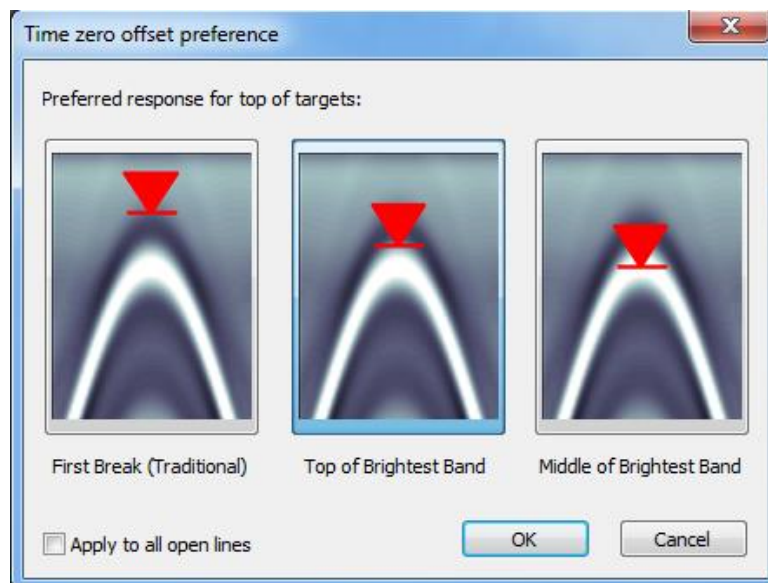 Time zero offset preference
Preferred response for top of targets:
First Break (Traditional)
Top of Brightest Band
Middle of Brightest Band
Apply to all open lines
OK
Cancel